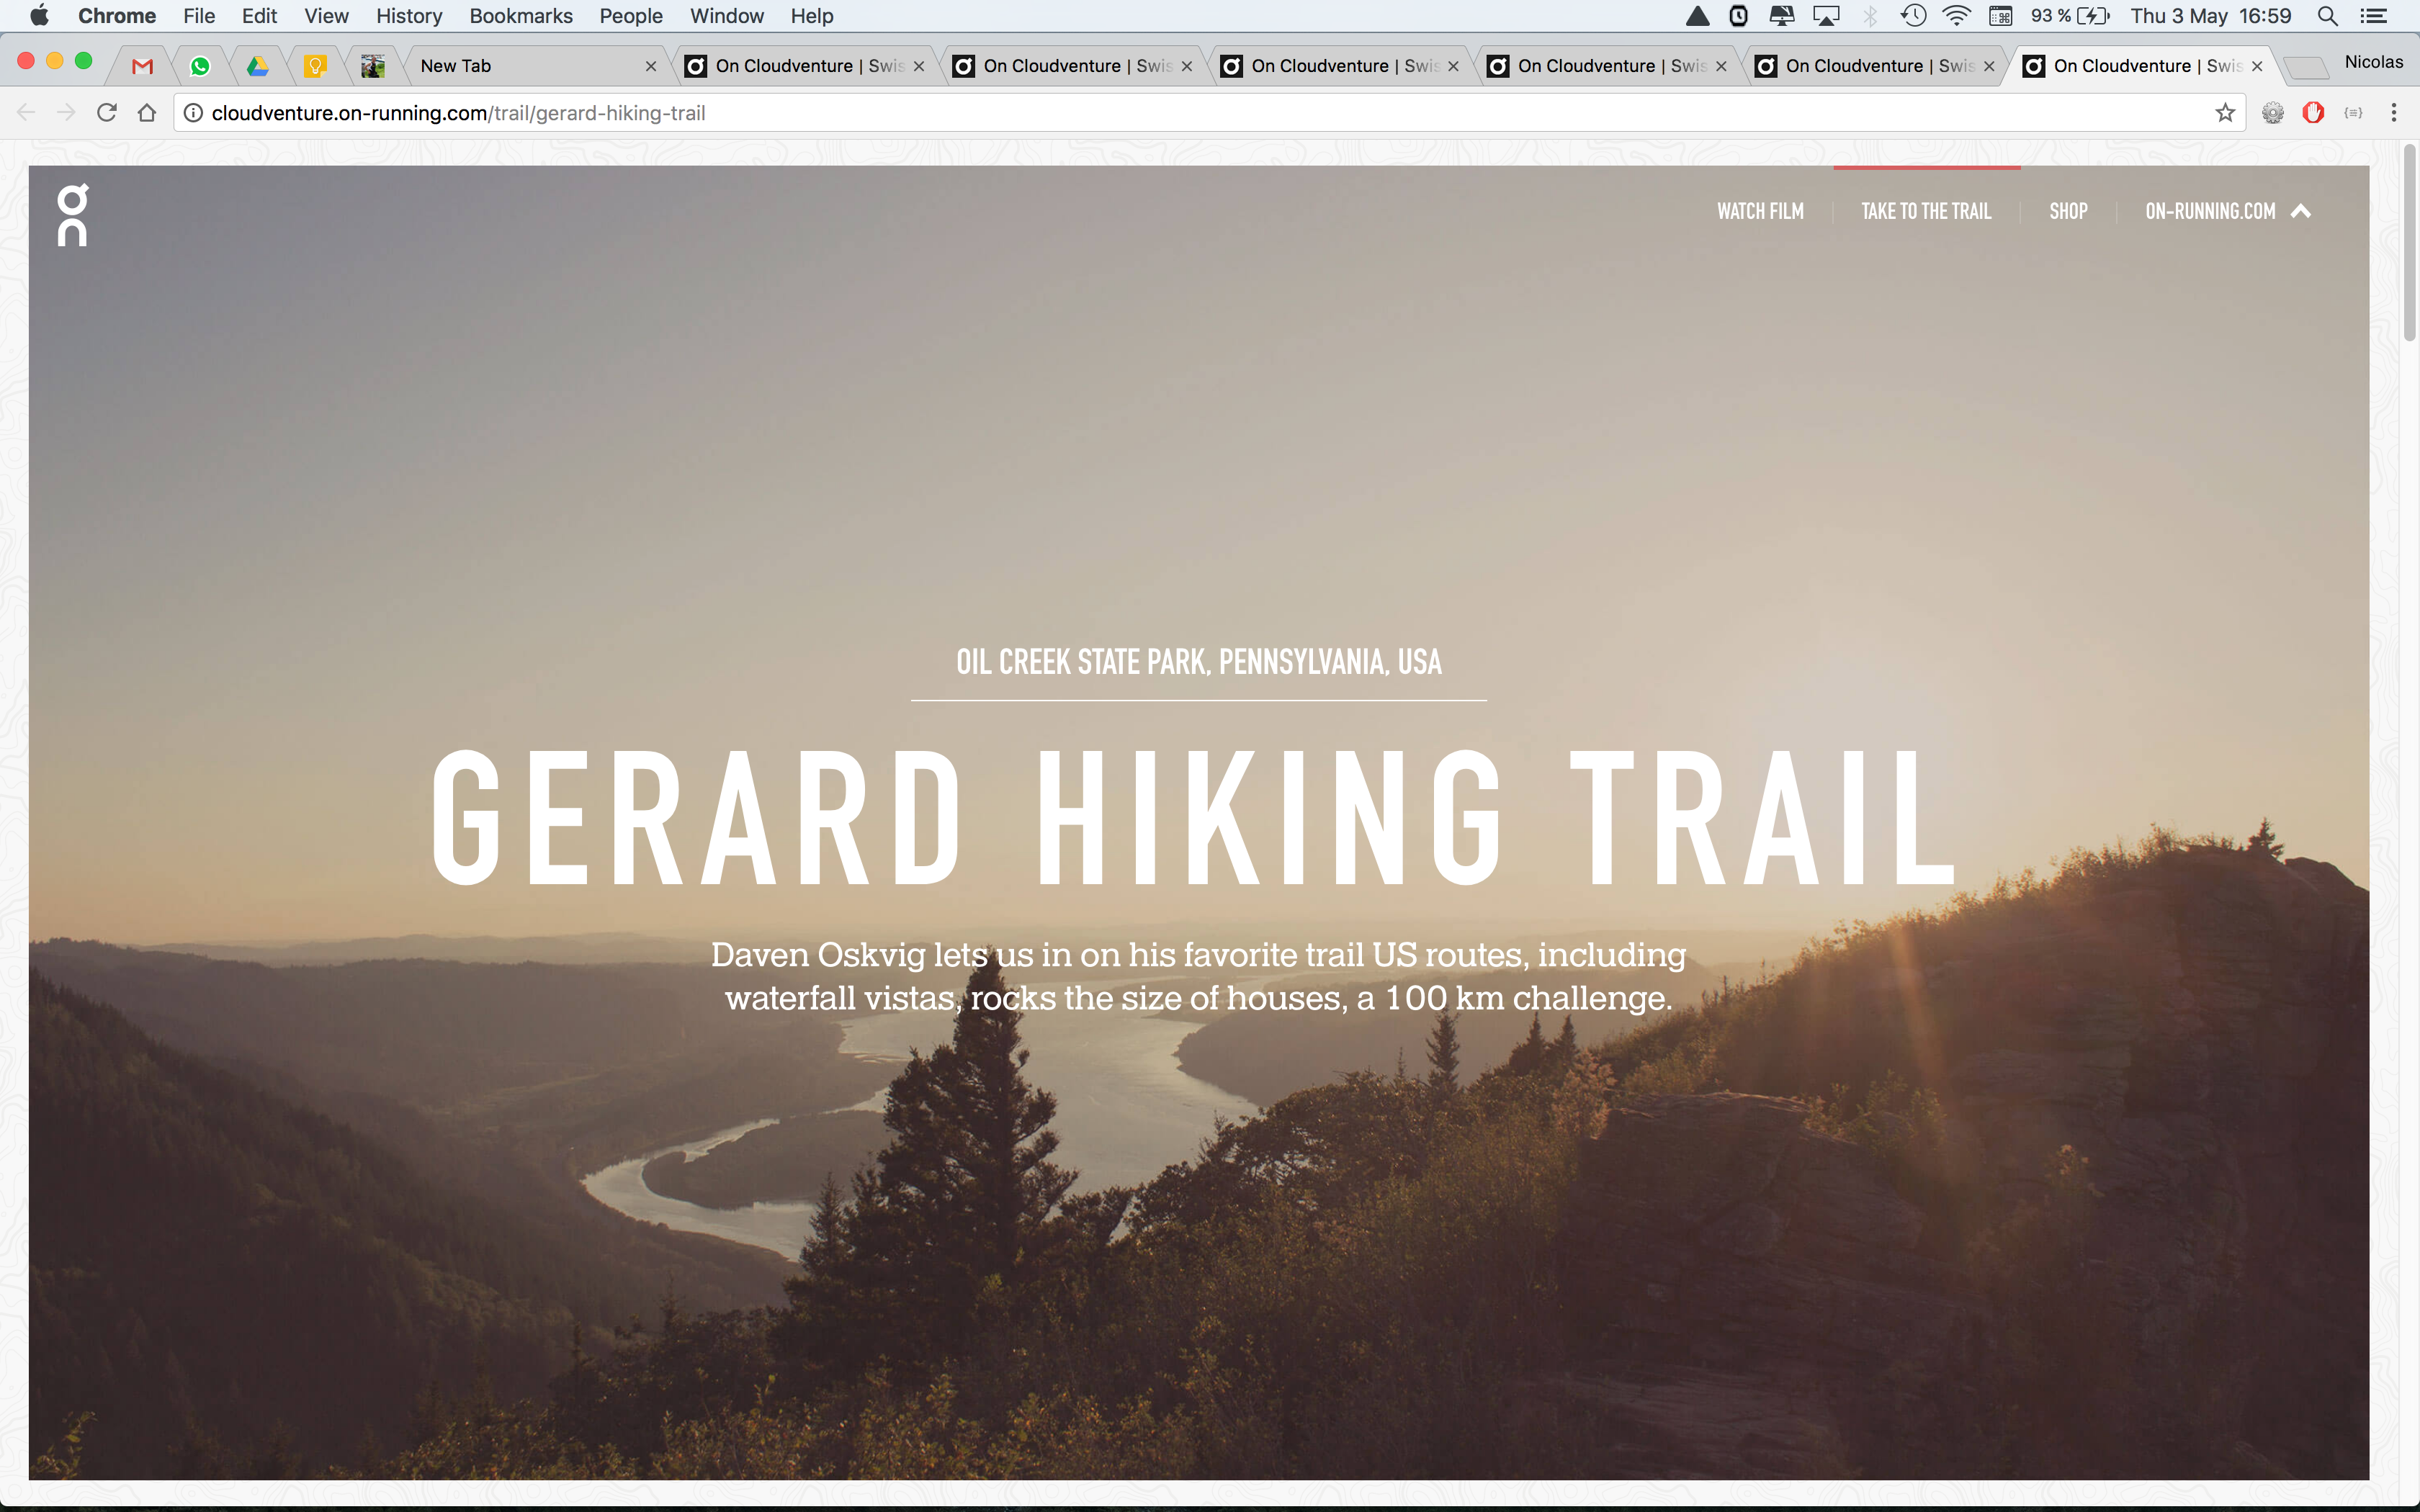 Chrome File Edit View History Bookmarks People Window Help 93 % Thu 3 May 16:59
New Tab On Cloudventure | Swis On Cloudventure | Swis On Cloudventure | Swis On Cloudventure | Swis On Cloudventure | Swis On Cloudventure | Swis Nicolas
cloudventure.on-running.com/trail/gerard-hiking-trail
on WATCH FILM TAKE TO THE TRAIL SHOP ON-RUNNING.COM
OIL CREEK STATE PARK, PENNSYLVANIA, USA
GERARD HIKING TRAIL
Daven Oskvig lets us in on his favorite trail US routes, including
waterfall vistas, rocks the size of houses, a 100 km challenge.